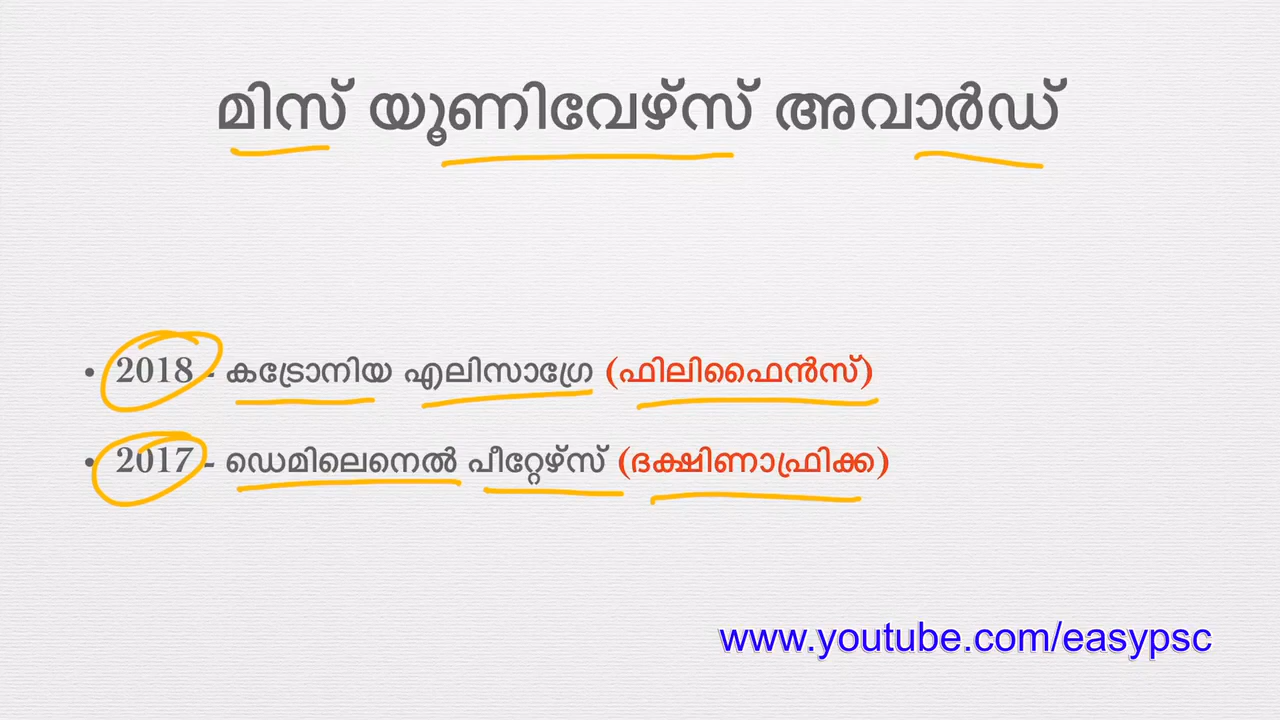 മിസ് യൂണിവേഴ്സ് അവാർഡ്
• 2018 - കട്രോനിയ എലിസാഗ്രേ (ഫിലിഫൈൻസ്)
• 2017 - ഡെമിലെനെൽ പീറ്റേഴ്സ് (ദക്ഷിണാഫ്രിക്ക)
www.youtube.com/easypsc